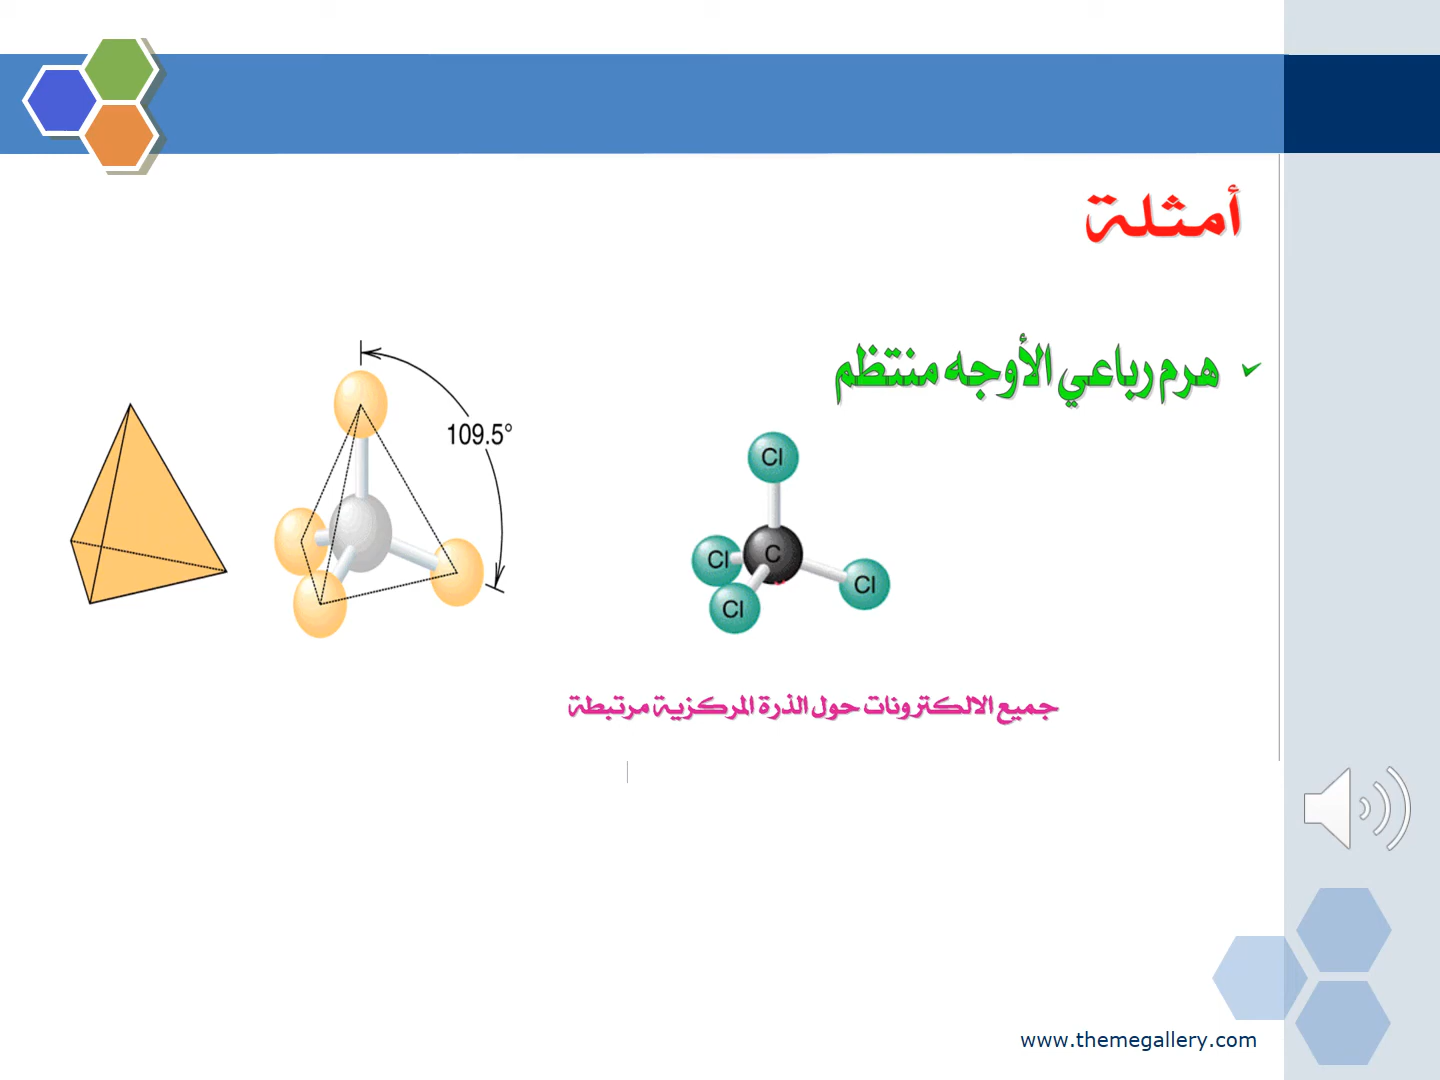 أمثلة
هرم رباعي الأوجه منتظم
109.5°
Cl
Cl
C
Cl
Cl
جميع الالكترونات حول الذرة المركزية مرتبطة
www.themegallery.com